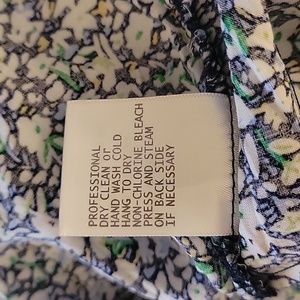 PROFESSIONAL
DRY CLEAN or
HAND WASH COLD
HANG TO DRY
NON-CHLORINE BLEACH
PRESS AND STEAM
ON BACK SIDE
IF NECESSARY